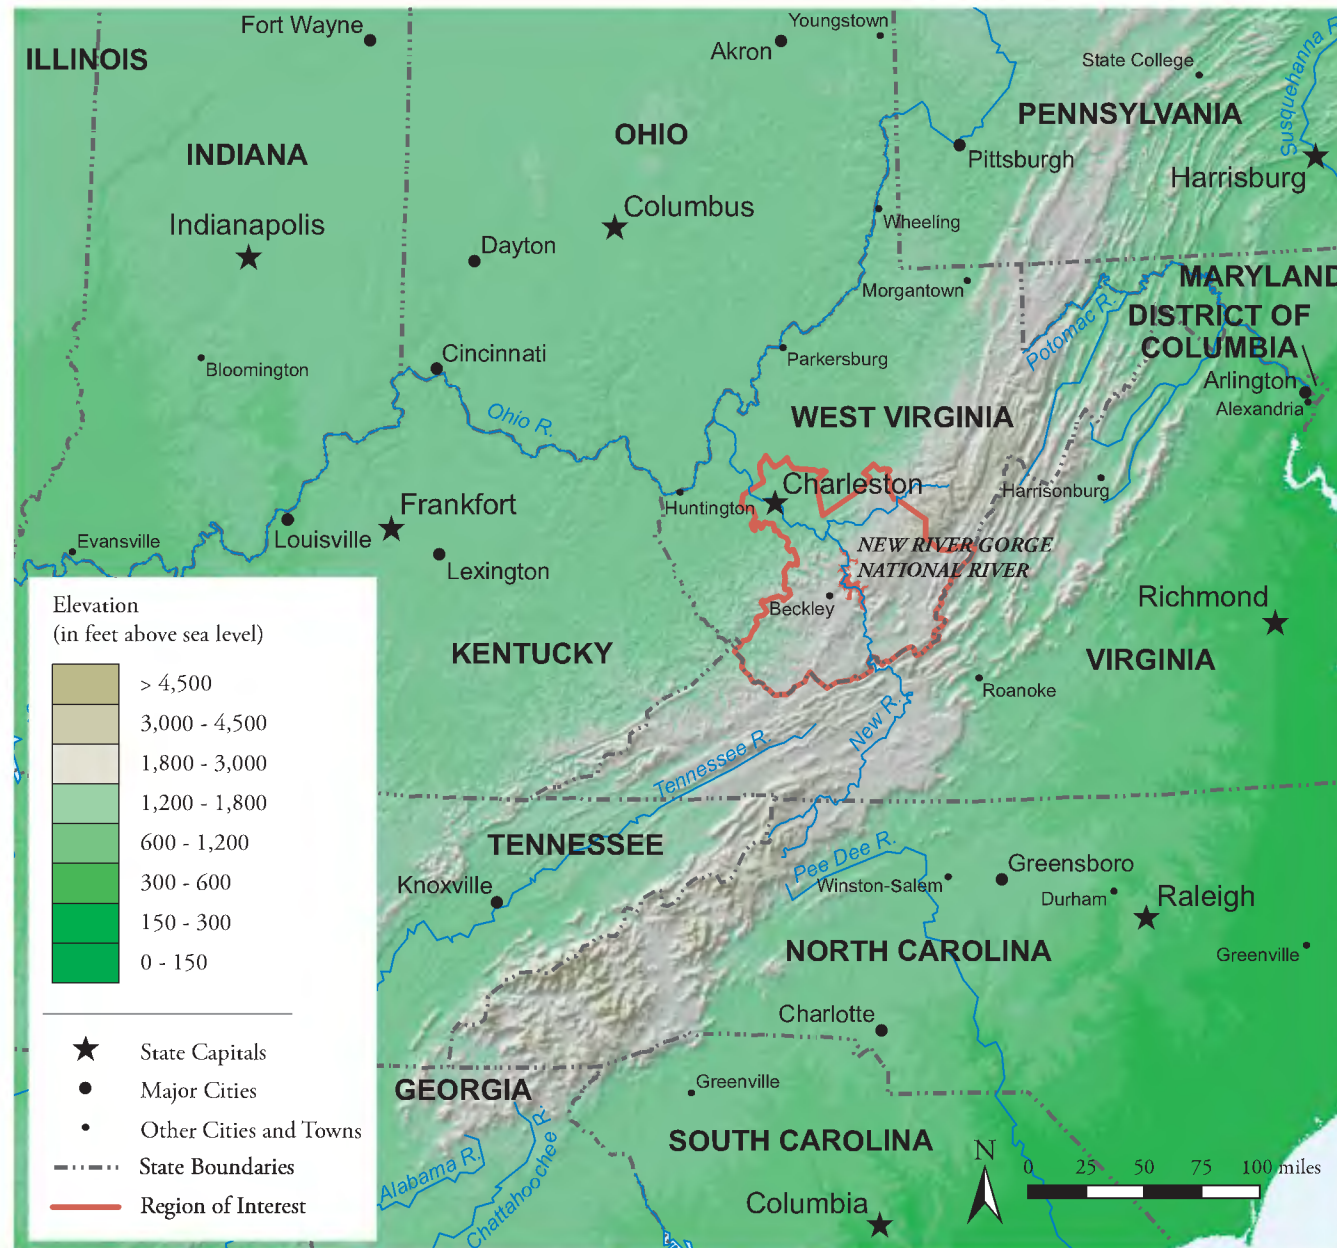 Fort Wayne
Youngstown
ILLINOIS
Akron
State College
Susquehanna R.
PENNSYLVANIA
OHIO
INDIANA
Pittsburgh
Harrisburg
Columbus
Indianapolis
Wheeling
Dayton
MARYLAND
Morgantown
DISTRICT OF
COLUMBIA
Potomac R.
Cincinnati
Parkersburg
Bloomington
Arlington
Alexandria
Ohio R.
WEST VIRGINIA
Charleston
Harrisonburg
Frankfort
Huntington
Louisville
Evansville
NEW RIVER GORGE
NATIONAL RIVER
Lexington
Richmond
Beckley
KENTUCKY
VIRGINIA
Roanoke
New R.
Tennessee R.
TENNESSEE
Pee Dee R.
Greensboro
Knoxville
Winston-Salem
Durham
Raleigh
NORTH CAROLINA
Greenville
Charlotte
Greenville
GEORGIA
SOUTH CAROLINA
Alabama R.
Chattahoochee R.
Columbia
N
0 25 50 75 100 miles
Elevation
(in feet above sea level)
> 4,500
3,000 - 4,500
1,800 - 3,000
1,200 - 1,800
600 - 1,200
300 - 600
150 - 300
0 - 150
State Capitals
Major Cities
Other Cities and Towns
State Boundaries
Region of Interest